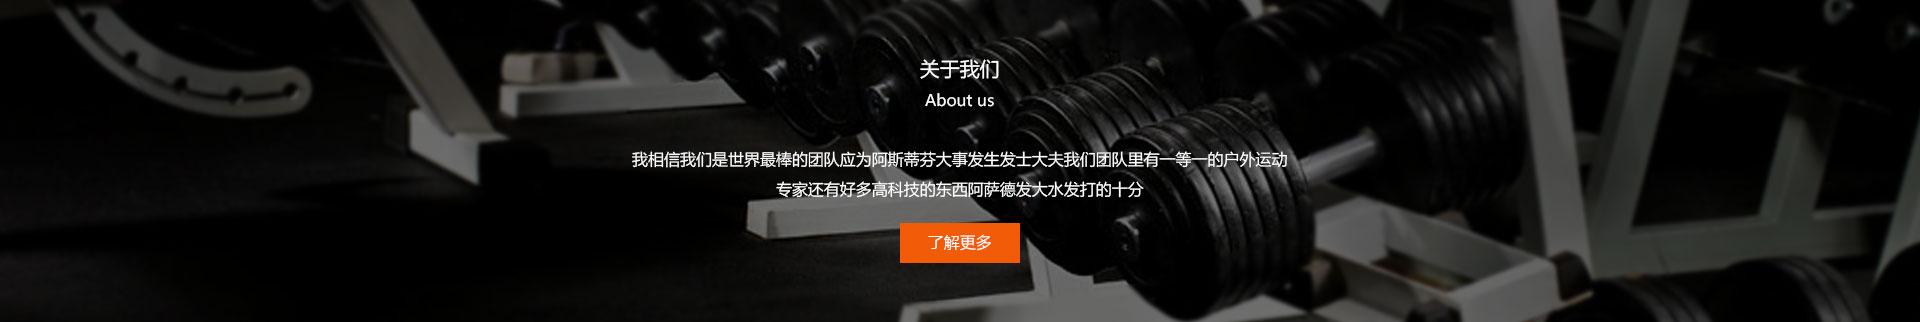 关于我们
About us
我相信我们是世界最棒的团队应为阿斯蒂芬大事发生发士大夫我们团队里有一等一的户外运动
专家还有好多高科技的东西阿萨德发大水发打的十分
了解更多